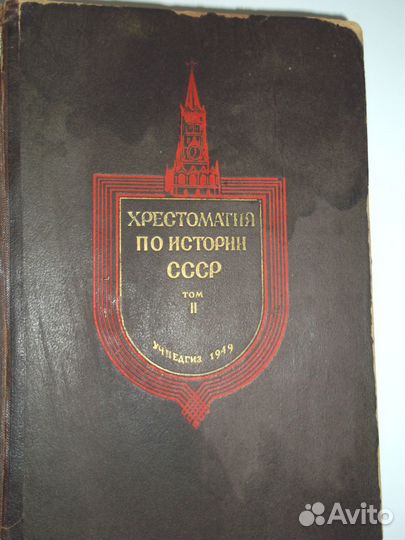 ХРЕСТОМАТИЯ
ПО ИСТОРИИ
СССР
ТОМ
II
УЧПЕДГИЗ 1949
Avito